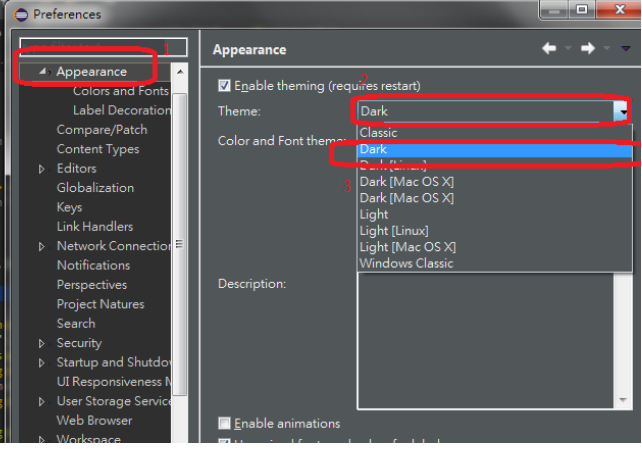 Preferences
1
Appearance
Colors and Fonts
Label Decoration
Compare/Patch
Content Types
Editors
Globalization
Keys
Link Handlers
Network Connection
Notifications
Perspectives
Project Natures
Search
Security
Startup and Shutdow
UI Responsiveness M
User Storage Service
Web Browser
Workspace
Appearance
Enable theming (requires restart)
2
Theme:
Dark
Color and Font theme:
Classic
Dark
Dark [Linux]
3
Dark [Mac OS X]
Dark [Mac OS X]
Light
Light [Linux]
Light [Mac OS X]
Windows Classic
Description:
Enable animations